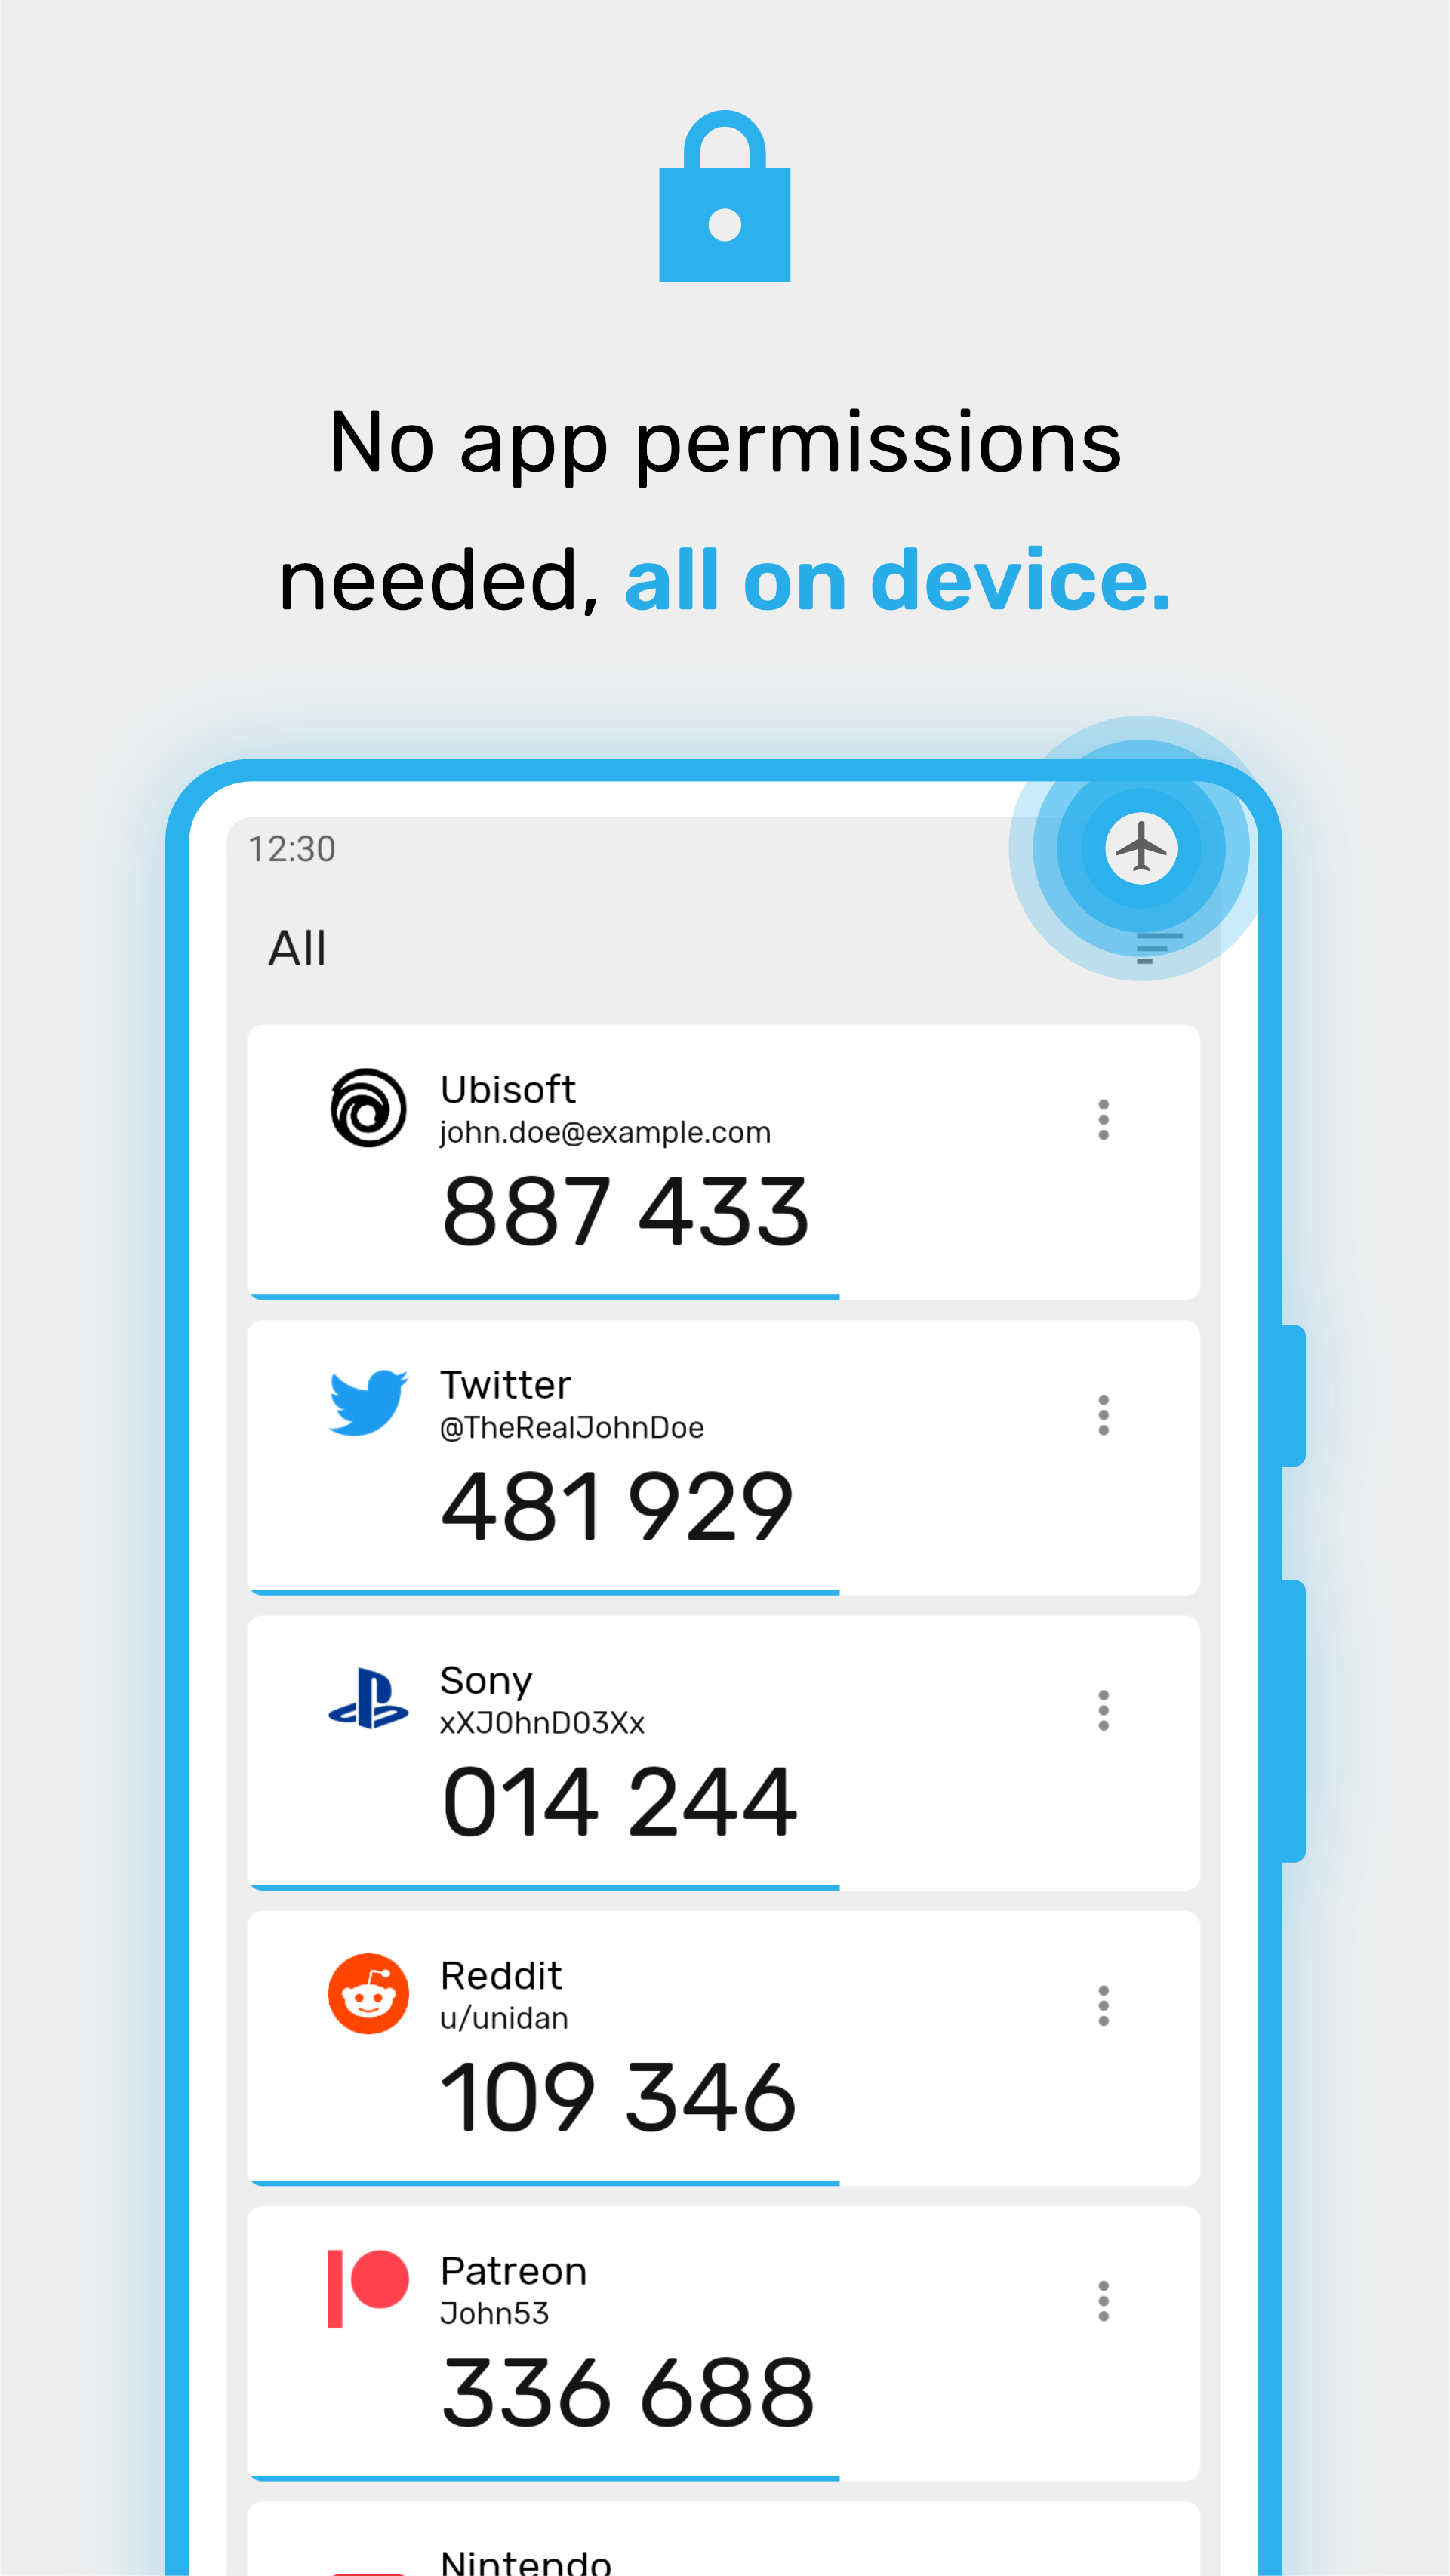 No app permissions
needed, all on device.
12:30
All
Ubisoft
john.doe@example.com
887 433
Twitter
@TheRealJohnDoe
481 929
Sony
xXJ0hnD03Xx
014 244
Reddit
u/unidan
109 346
Patreon
John53
336 688
Nintendo